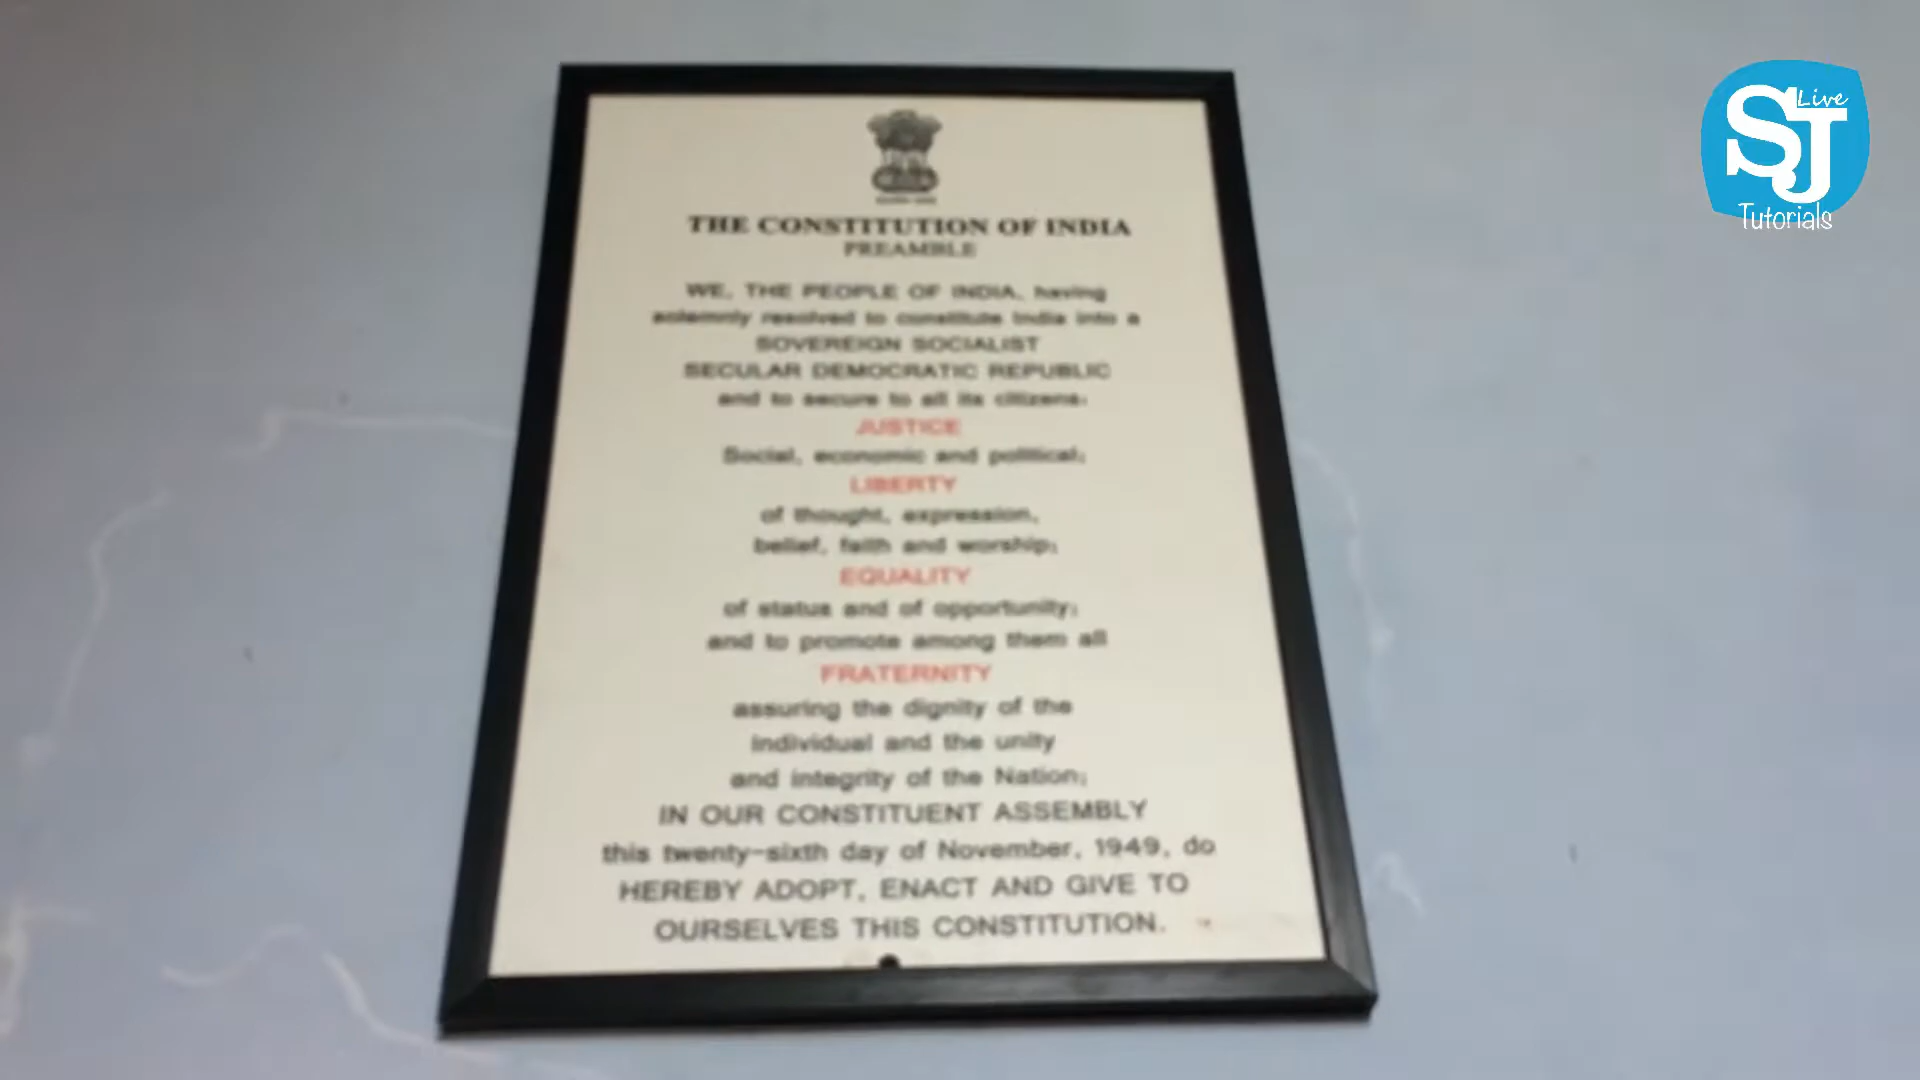 THE CONSTITUTION OF INDIA
PREAMBLE
WE, THE PEOPLE OF INDIA, having
solemnly resolved to constitute India into a
SOVEREIGN SOCIALIST
SECULAR DEMOCRATIC REPUBLIC
and to secure to all its citizens:
JUSTICE
Social, economic and political;
LIBERTY
of thought, expression,
belief, faith and worship;
EQUALITY
of status and of opportunity;
and to promote among them all
FRATERNITY
assuring the dignity of the
individual and the unity
and integrity of the Nation;
IN OUR CONSTITUENT ASSEMBLY
this twenty-sixth day of November, 1949, do
HEREBY ADOPT, ENACT AND GIVE TO
OURSELVES THIS CONSTITUTION.
SJ Live
Tutorials